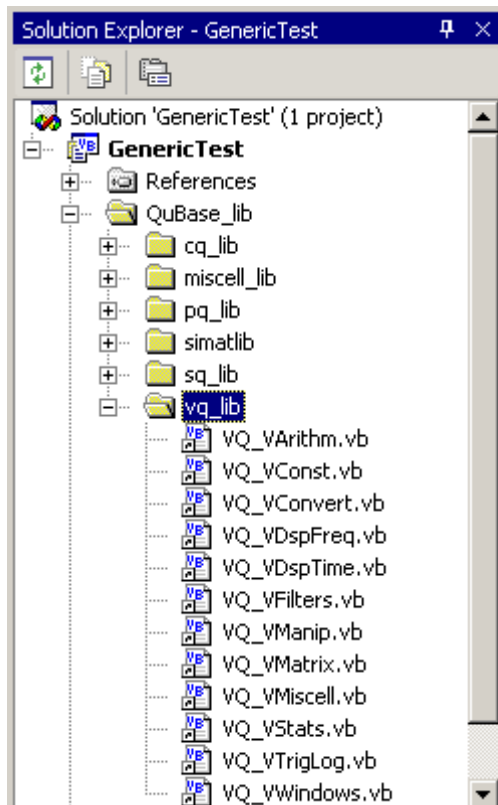 Solution Explorer - GenericTest
Solution 'GenericTest' (1 project)
GenericTest
References
QuBase_lib
cq_lib
miscell_lib
pq_lib
simatlib
sq_lib
vq_lib
VQ_VArithm.vb
VQ_VConst.vb
VQ_VConvert.vb
VQ_VDspFreq.vb
VQ_VDspTime.vb
VQ_VFilters.vb
VQ_VManip.vb
VQ_VMatrix.vb
VQ_VMiscell.vb
VQ_VStats.vb
VQ_VTrigLog.vb
VQ_VWindows.vb